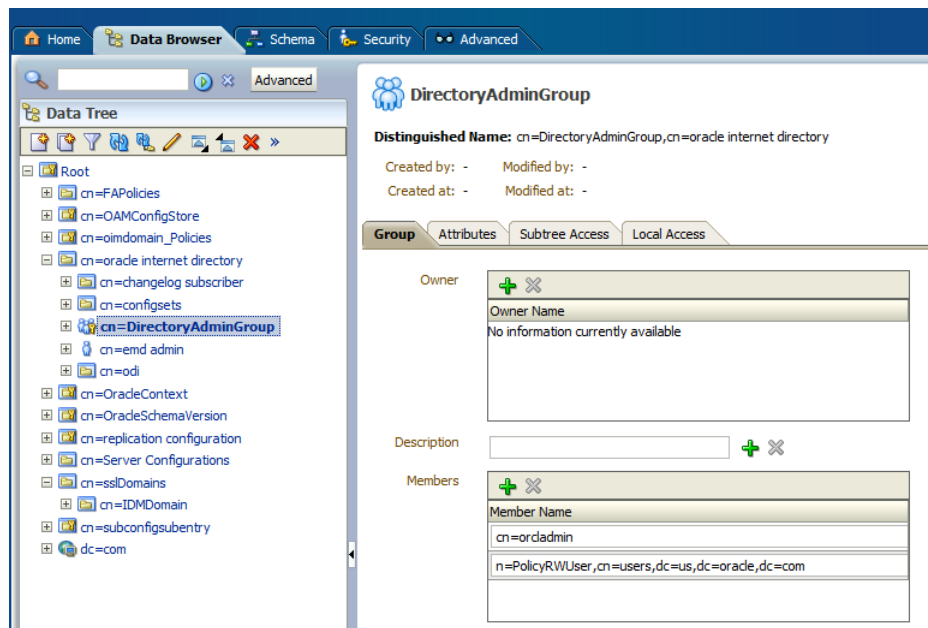 Home
Data Browser
Schema
Security
Advanced
Advanced
Data Tree
»
Root
cn=FAPolicies
cn=OAMConfigStore
cn=oimdomain_Policies
cn=oracle internet directory
cn=changelog subscriber
cn=configsets
cn=DirectoryAdminGroup
cn=emd admin
cn=odi
cn=OracleContext
cn=OracleSchemaVersion
cn=replication configuration
cn=Server Configurations
cn=sslDomains
cn=IDMDomain
cn=subconfigsubentry
dc=com
DirectoryAdminGroup
Distinguished Name: cn=DirectoryAdminGroup,cn=oracle internet directory
Created by: - Modified by: -
Created at: - Modified at: -
Group Attributes Subtree Access Local Access
Owner
Owner Name
No information currently available
Description
Members
Member Name
cn=orcladmin
n=PolicyRWUser,cn=users,dc=us,dc=oracle,dc=com